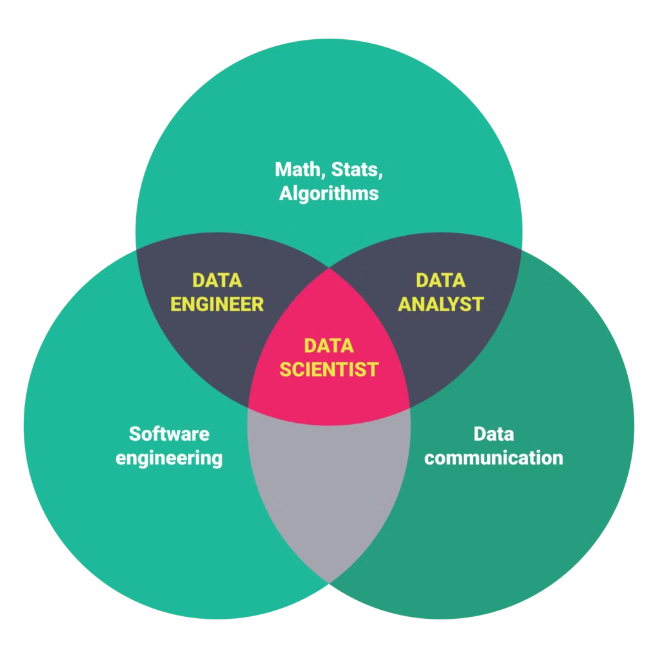 Math, Stats,
Algorithms
DATA
ENGINEER
DATA
ANALYST
DATA
SCIENTIST
Software
engineering
Data
communication